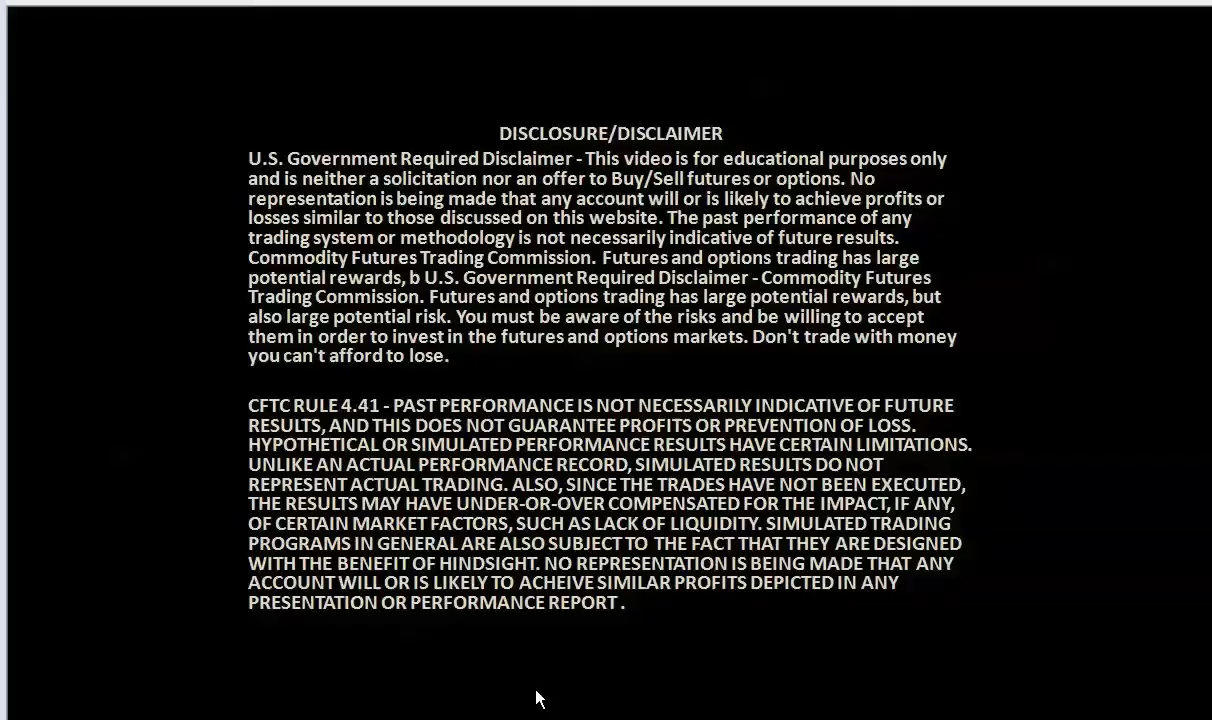 DISCLOSURE/DISCLAIMER
U.S. Government Required Disclaimer - This video is for educational purposes only
and is neither a solicitation nor an offer to Buy/Sell futures or options. No
representation is being made that any account will or is likely to achieve profits or
losses similar to those discussed on this website. The past performance of any
trading system or methodology is not necessarily indicative of future results.
Commodity Futures Trading Commission. Futures and options trading has large
potential rewards, b U.S. Government Required Disclaimer - Commodity Futures
Trading Commission. Futures and options trading has large potential rewards, but
also large potential risk. You must be aware of the risks and be willing to accept
them in order to invest in the futures and options markets. Don't trade with money
you can't afford to lose.
CFTC RULE 4.41 - PAST PERFORMANCE IS NOT NECESSARILY INDICATIVE OF FUTURE
RESULTS, AND THIS DOES NOT GUARANTEE PROFITS OR PREVENTION OF LOSS.
HYPOTHETICAL OR SIMULATED PERFORMANCE RESULTS HAVE CERTAIN LIMITATIONS.
UNLIKE AN ACTUAL PERFORMANCE RECORD, SIMULATED RESULTS DO NOT
REPRESENT ACTUAL TRADING. ALSO, SINCE THE TRADES HAVE NOT BEEN EXECUTED,
THE RESULTS MAY HAVE UNDER-OR-OVER COMPENSATED FOR THE IMPACT, IF ANY,
OF CERTAIN MARKET FACTORS, SUCH AS LACK OF LIQUIDITY. SIMULATED TRADING
PROGRAMS IN GENERAL ARE ALSO SUBJECT TO THE FACT THAT THEY ARE DESIGNED
WITH THE BENEFIT OF HINDSIGHT. NO REPRESENTATION IS BEING MADE THAT ANY
ACCOUNT WILL OR IS LIKELY TO ACHEIVE SIMILAR PROFITS DEPICTED IN ANY
PRESENTATION OR PERFORMANCE REPORT .